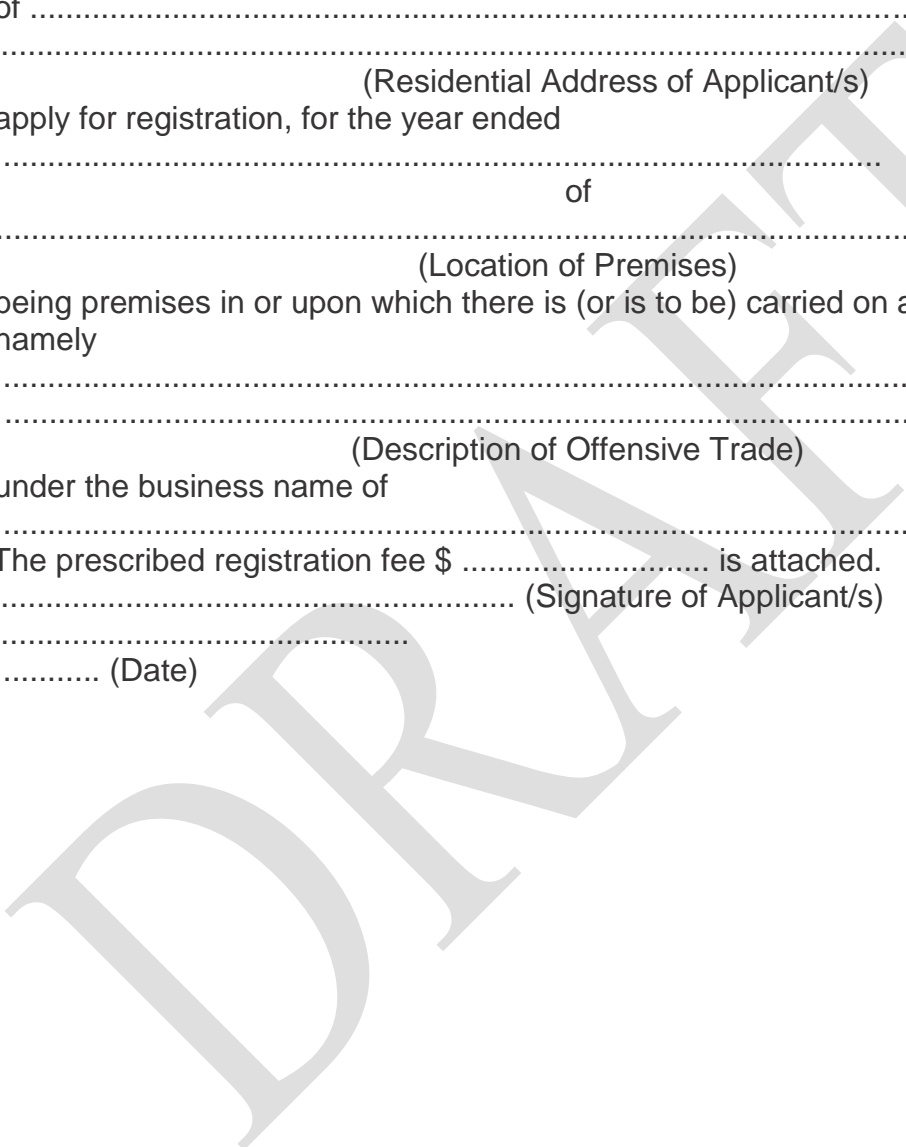 of ..........................................................................................................
..............................................................................................................
(Residential Address of Applicant/s)
apply for registration, for the year ended
...........................................................................................................
of
..............................................................................................................
(Location of Premises)
being premises in or upon which there is (or is to be) carried on a
namely
..............................................................................................................
..............................................................................................................
(Description of Offensive Trade)
under the business name of
..............................................................................................................
The prescribed registration fee $ .............................. is attached.
............................................................... (Signature of Applicant/s)
..................................................
............ (Date)
DRAFT